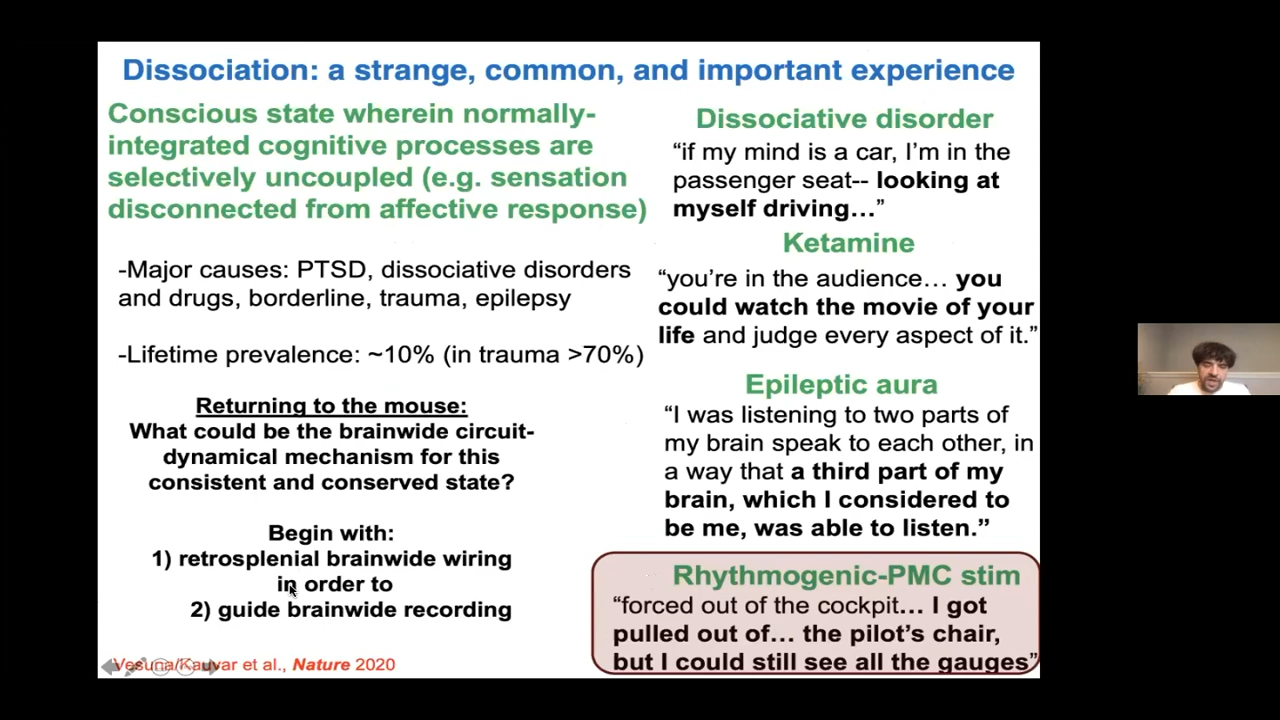 Dissociation: a strange, common, and important experience
Conscious state wherein normally-
integrated cognitive processes are
selectively uncoupled (e.g. sensation
disconnected from affective response)
-Major causes: PTSD, dissociative disorders
and drugs, borderline, trauma, epilepsy
-Lifetime prevalence: ~10% (in trauma >70%)
Returning to the mouse:
What could be the brainwide circuit-
dynamical mechanism for this
consistent and conserved state?
Begin with:
1) retrosplenial brainwide wiring
in order to
2) guide brainwide recording
Vesuna/Kauvar et al., Nature 2020
Dissociative disorder
“if my mind is a car, I’m in the
passenger seat-- looking at
myself driving…”
Ketamine
“you’re in the audience… you
could watch the movie of your
life and judge every aspect of it.”
Epileptic aura
“I was listening to two parts of
my brain speak to each other, in
a way that a third part of my
brain, which I considered to
be me, was able to listen.”
Rhythmogenic-PMC stim
“forced out of the cockpit… I got
pulled out of… the pilot’s chair,
but I could still see all the gauges”